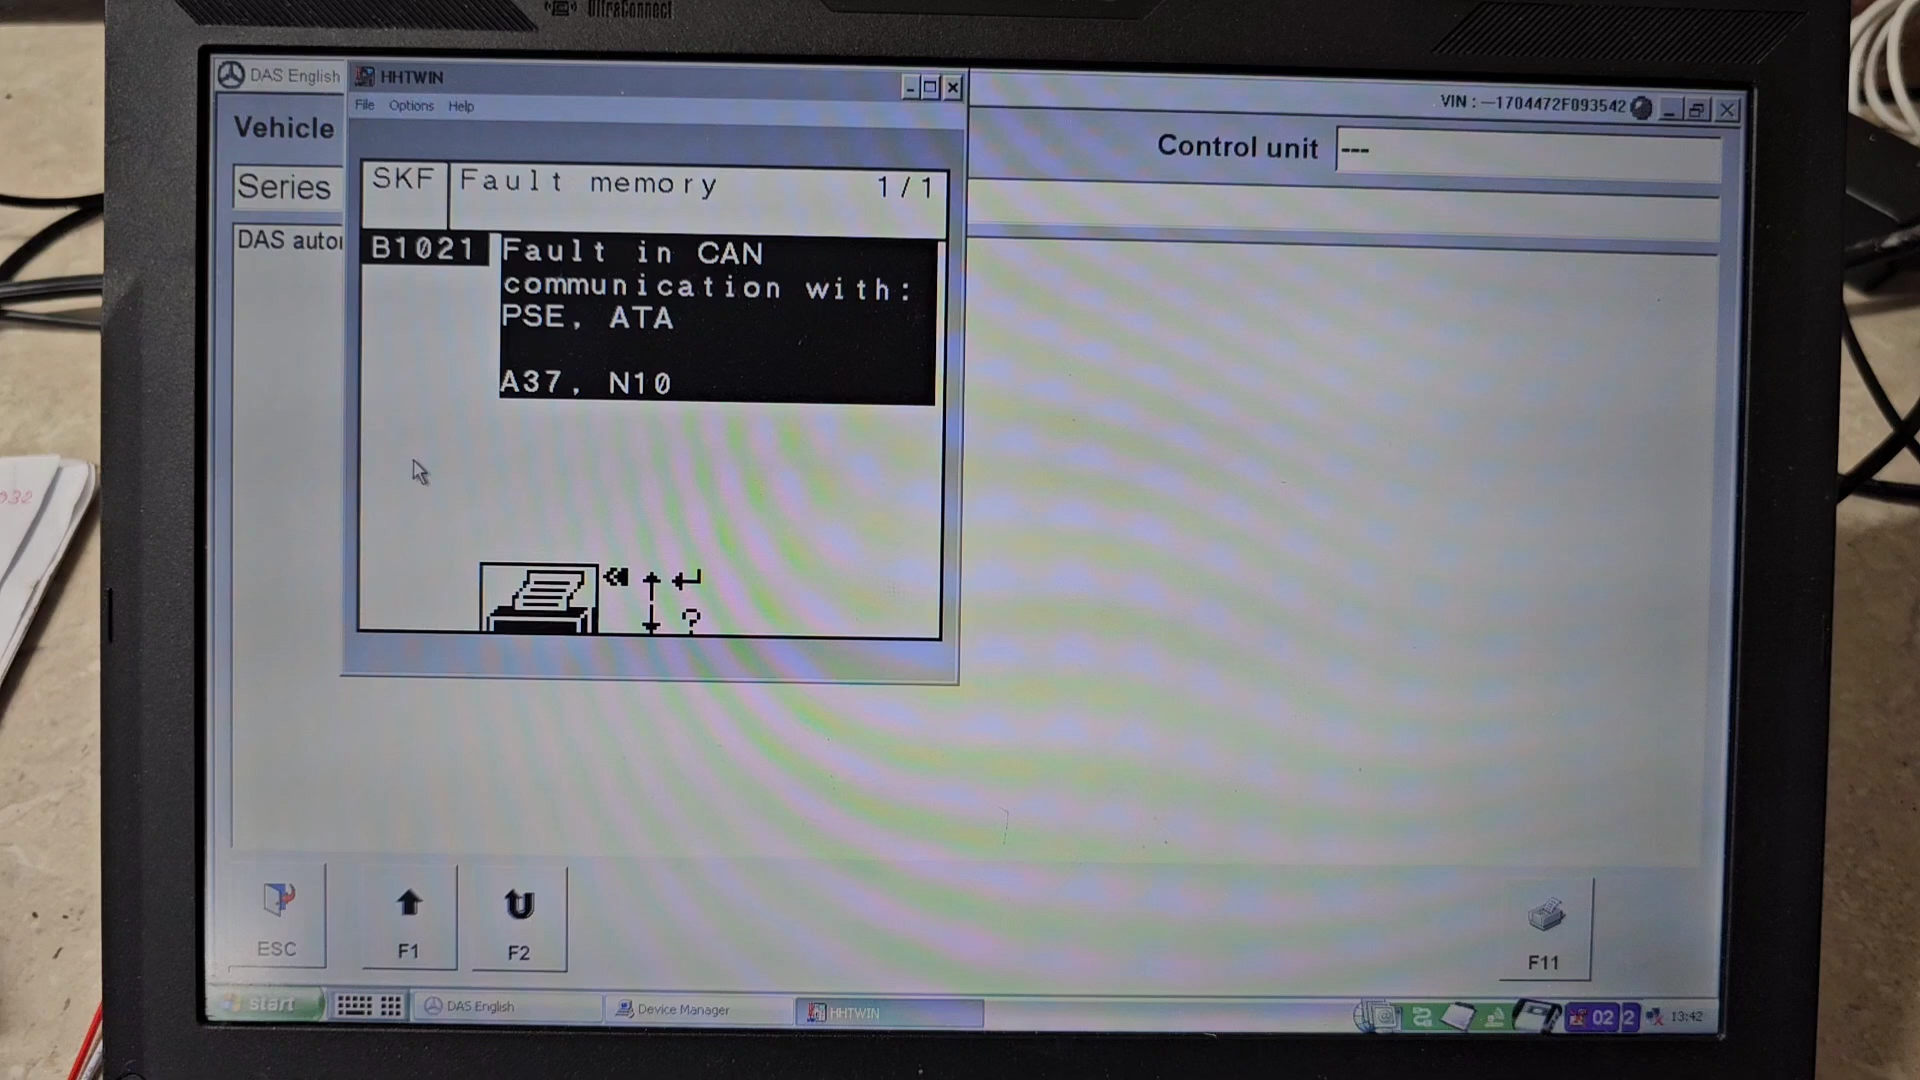 UltraConnect
DAS English
HHTWIN
File Options Help
VIN : —1704472F093542
Vehicle
Control unit
---
Series
SKF
Fault memory
1/1
DAS auto
B1021
Fault in CAN
communication with:
PSE, ATA
A37, N10
?
ESC
F1
F2
F11
start
DAS English
Device Manager
HHTWIN
02
2
13:42